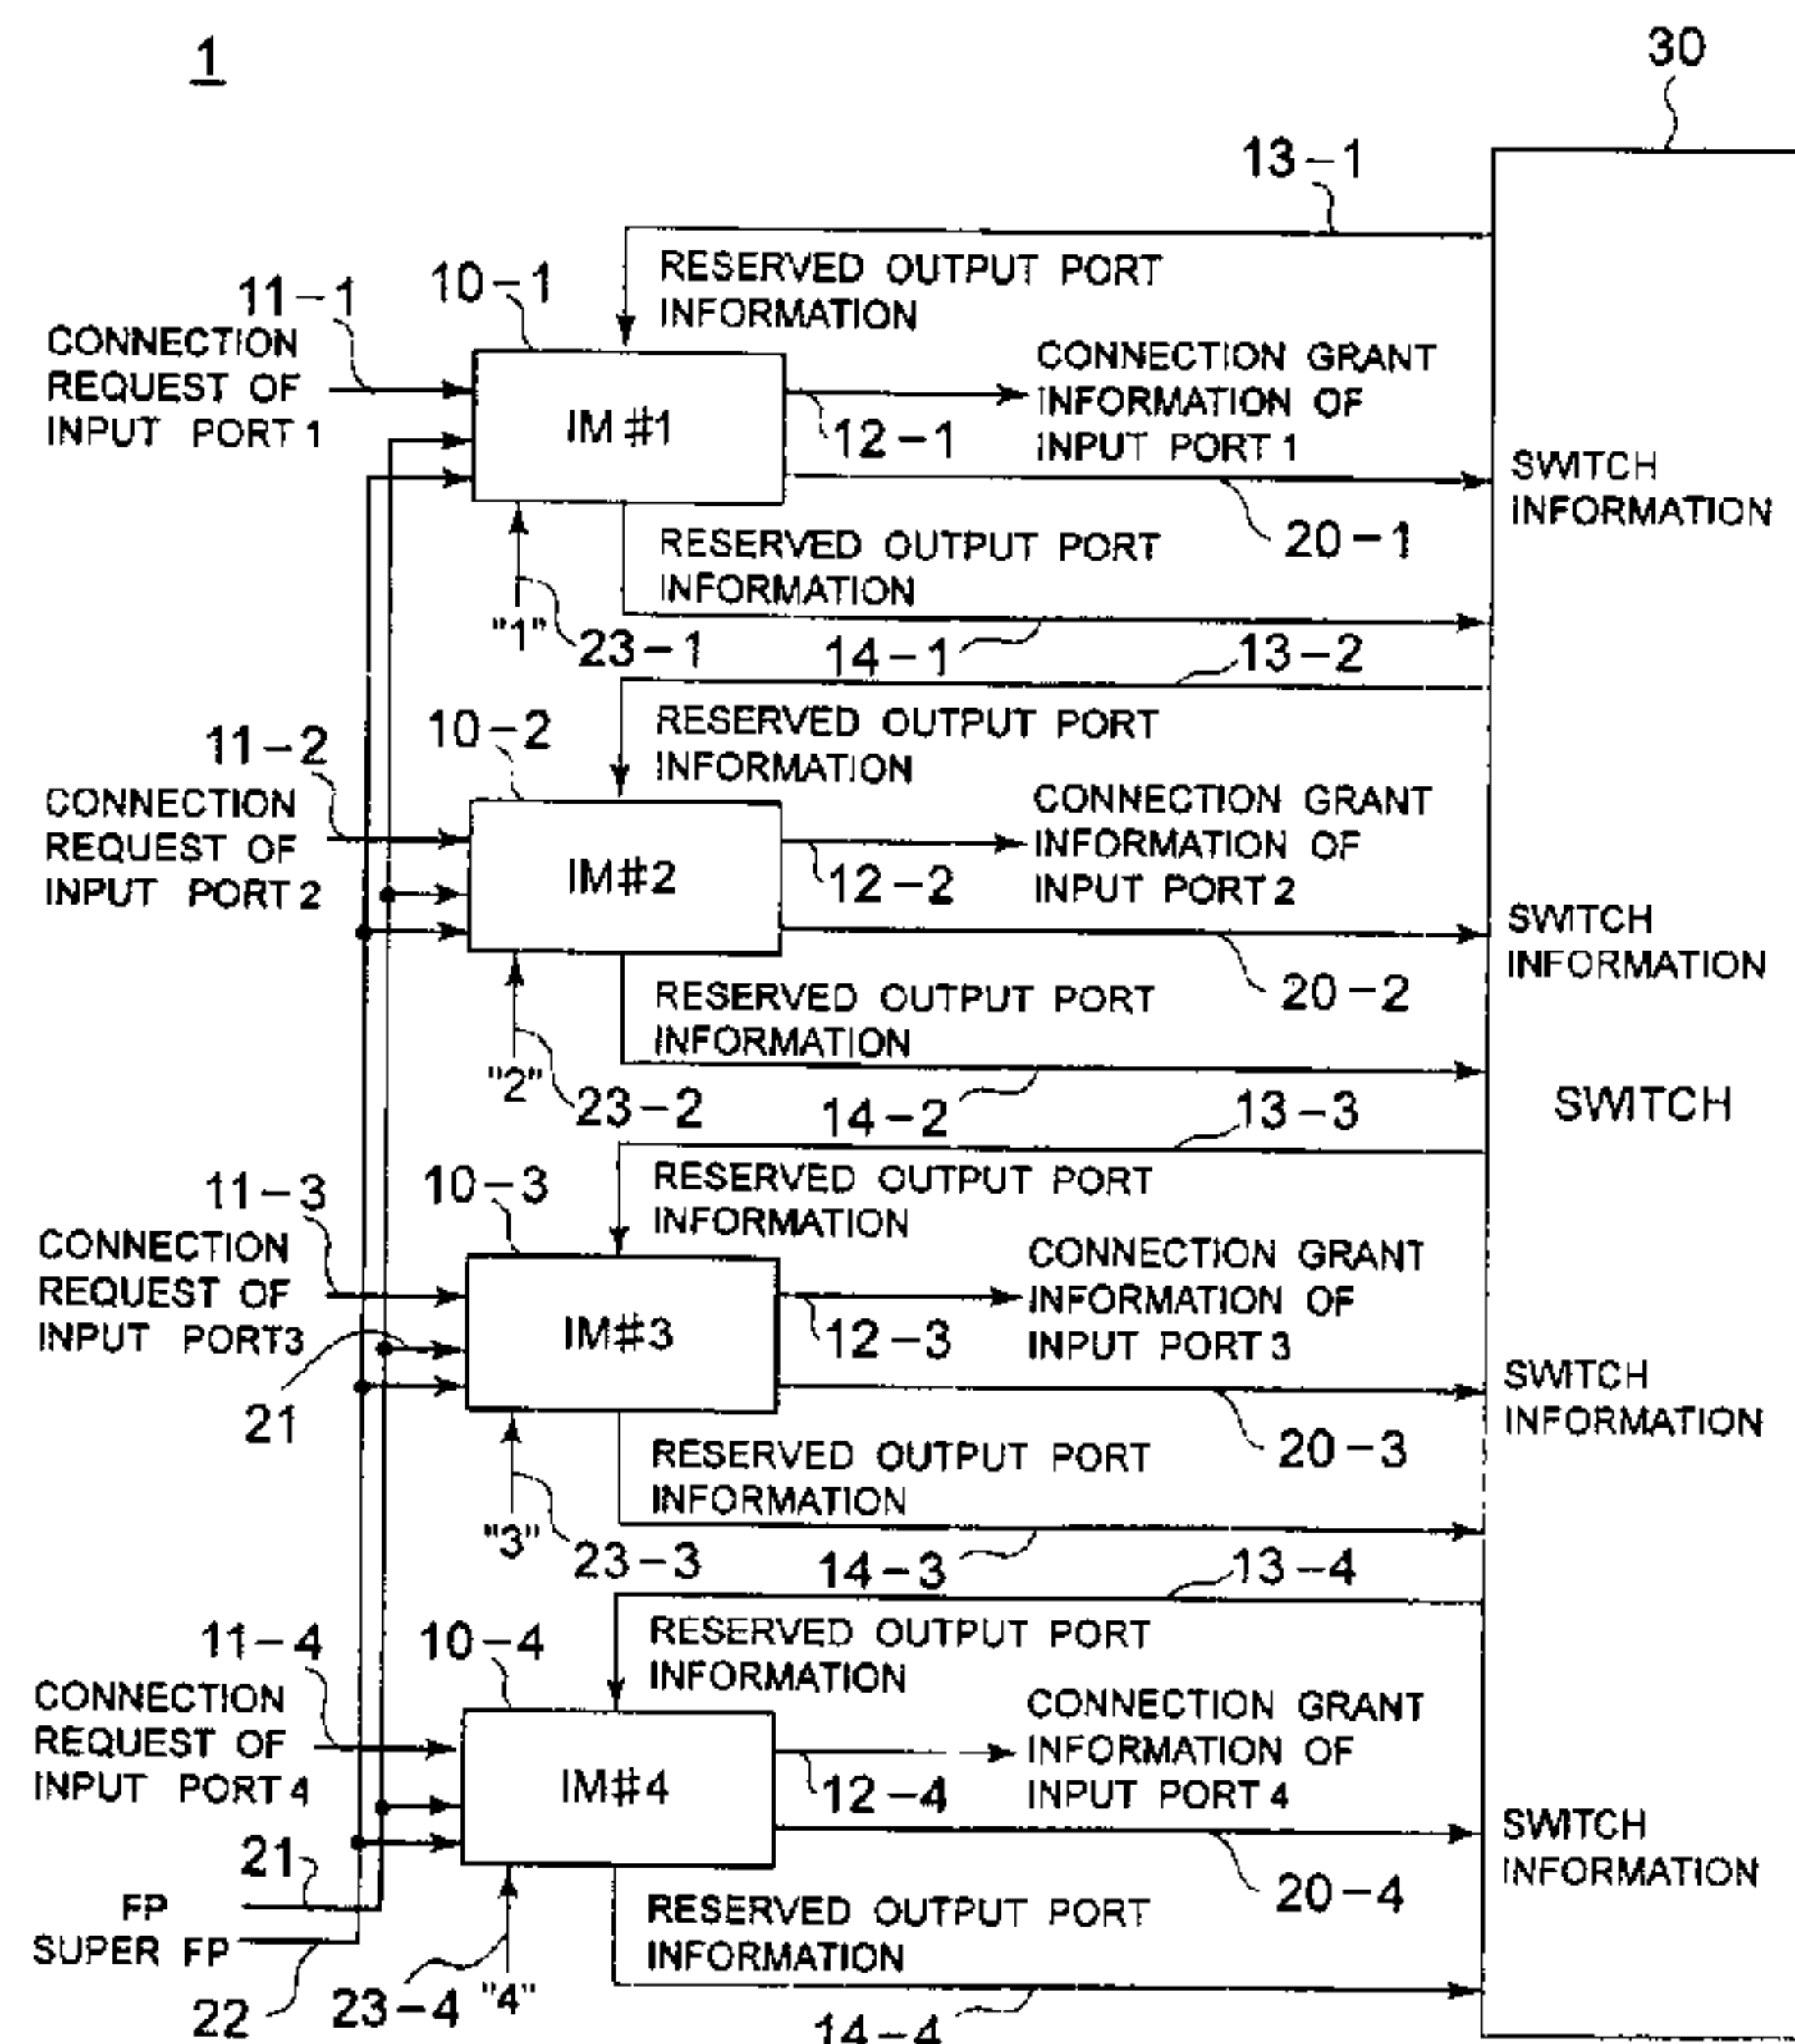 1
30
13-1
RESERVED OUTPUT PORT
INFORMATION
10-1
11-1
CONNECTION
REQUEST OF
INPUT PORT 1
IM #1
12-1
CONNECTION GRANT
INFORMATION OF
INPUT PORT 1
SWITCH
INFORMATION
20-1
RESERVED OUTPUT PORT
INFORMATION
"1"
23-1
14-1
13-2
RESERVED OUTPUT PORT
INFORMATION
10-2
11-2
CONNECTION
REQUEST OF
INPUT PORT 2
IM#2
12-2
CONNECTION GRANT
INFORMATION OF
INPUT PORT 2
SWITCH
INFORMATION
20-2
RESERVED OUTPUT PORT
INFORMATION
"2"
23-2
14-2
13-3
SWITCH
RESERVED OUTPUT PORT
INFORMATION
10-3
11-3
CONNECTION
REQUEST OF
INPUT PORT3
21
IM#3
12-3
CONNECTION GRANT
INFORMATION OF
INPUT PORT 3
SWITCH
INFORMATION
20-3
RESERVED OUTPUT PORT
INFORMATION
"3"
23-3
14-3
13-4
RESERVED OUTPUT PORT
INFORMATION
10-4
11-4
CONNECTION
REQUEST OF
INPUT PORT 4
IM#4
12-4
CONNECTION GRANT
INFORMATION OF
INPUT PORT 4
SWITCH
INFORMATION
20-4
21
FP
SUPER FP
22
23-4
"4"
RESERVED OUTPUT PORT
INFORMATION
14-4